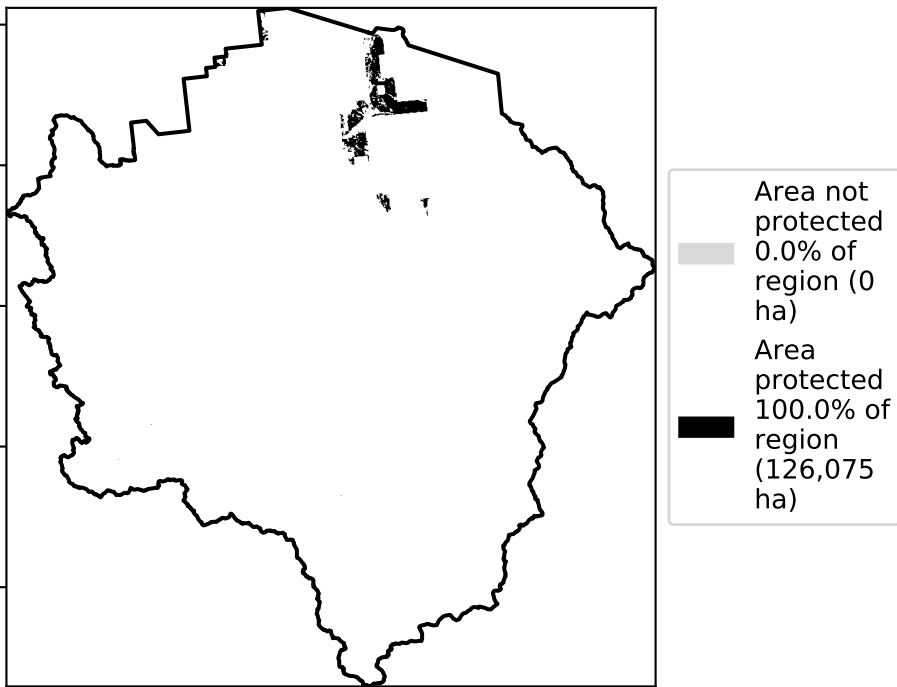 Area not
protected
0.0% of
region (0
ha)
Area
protected
100.0% of
region
(126,075
ha)